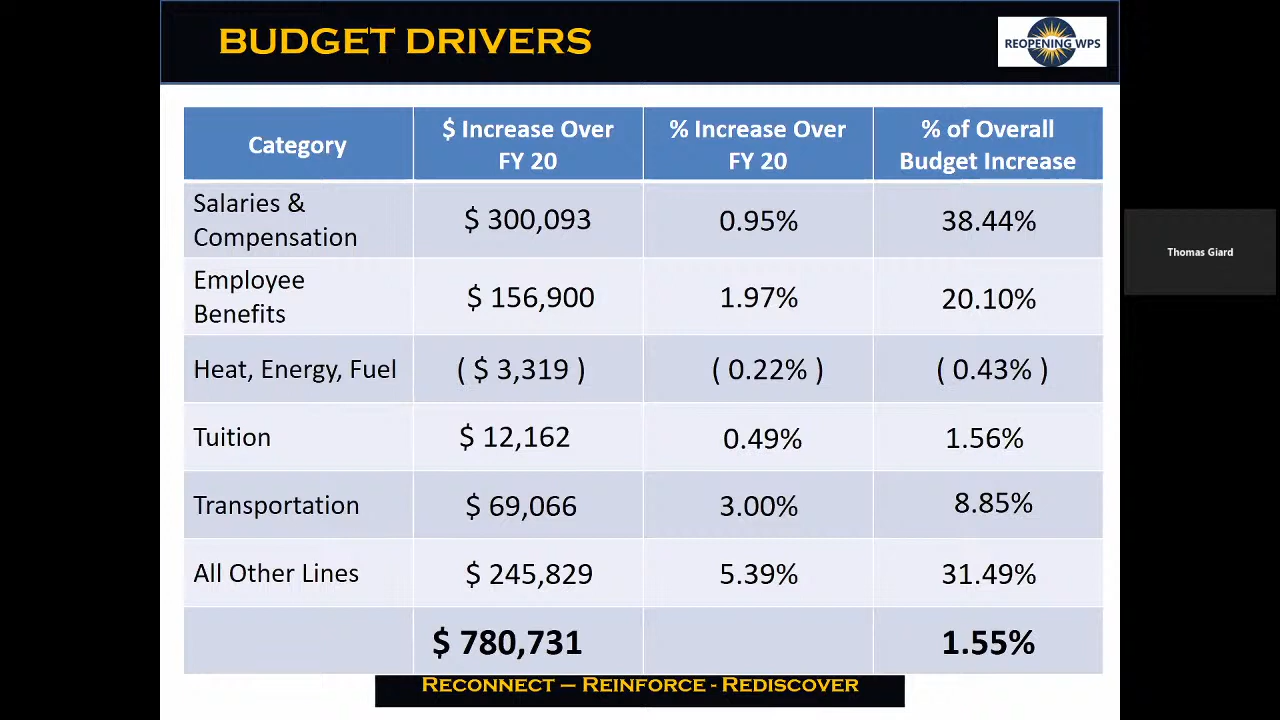 BUDGET DRIVERS
REOPENING WPS
Category
$ Increase Over
FY 20
% Increase Over
FY 20
% of Overall
Budget Increase
Salaries &
Compensation
$ 300,093
0.95%
38.44%
Employee
Benefits
$ 156,900
1.97%
20.10%
Heat, Energy, Fuel
( $ 3,319 )
( 0.22% )
( 0.43% )
Tuition
$ 12,162
0.49%
1.56%
Transportation
$ 69,066
3.00%
8.85%
All Other Lines
$ 245,829
5.39%
31.49%
$ 780,731
1.55%
RECONNECT – REINFORCE - REDISCOVER
Thomas Giard